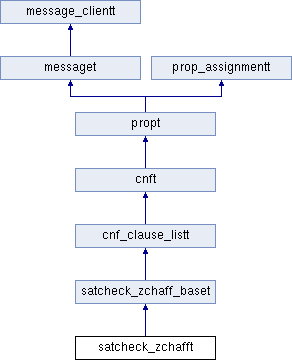 message_clientt
messaget
prop_assignmentt
propt
cnft
cnf_clause_listt
satcheck_zchaff_baset
satcheck_zchafft